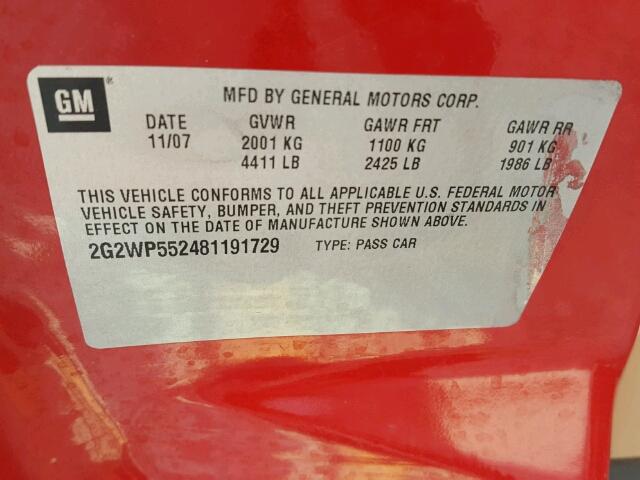 GM®
MFD BY GENERAL MOTORS CORP.
DATE GVWR GAWR FRT GAWR RR
11/07 2001 KG 1100 KG 901 KG
4411 LB 2425 LB 1986 LB
THIS VEHICLE CONFORMS TO ALL APPLICABLE U.S. FEDERAL MOTOR
VEHICLE SAFETY, BUMPER, AND THEFT PREVENTION STANDARDS IN
EFFECT ON THE DATE OF MANUFACTURE SHOWN ABOVE.
2G2WP552481191729 TYPE: PASS CAR